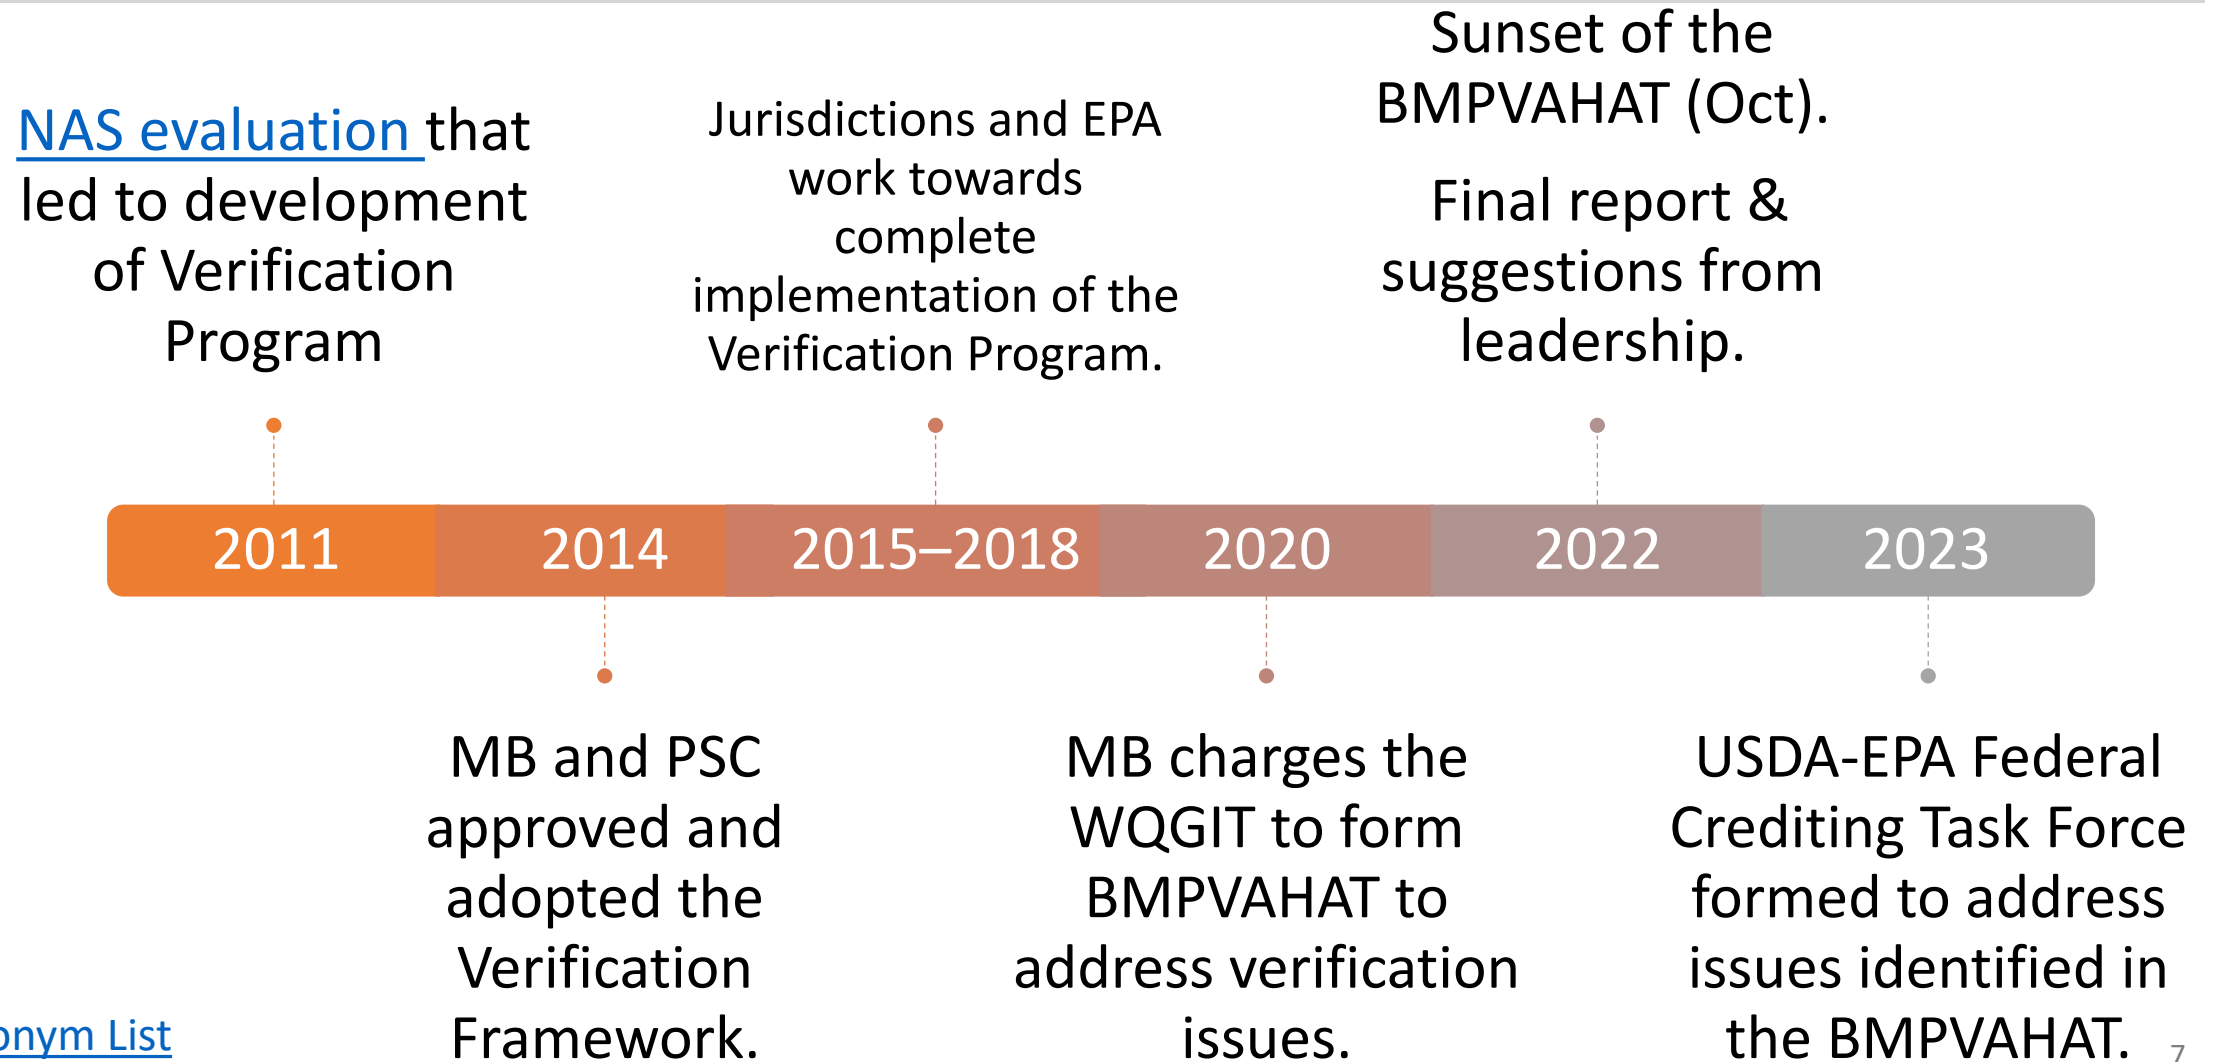 NAS evaluation that
led to development
of Verification
Program
Jurisdictions and EPA
work towards
complete
implementation of the
Verification Program.
Sunset of the
BMPVAHAT (Oct).
Final report &
suggestions from
leadership.
2011
2014
2015–2018
2020
2022
2023
MB and PSC
approved and
adopted the
Verification
Framework.
MB charges the
WQGIT to form
BMPVAHAT to
address verification
issues.
USDA-EPA Federal
Crediting Task Force
formed to address
issues identified in
the BMPVAHAT.
onym List
7